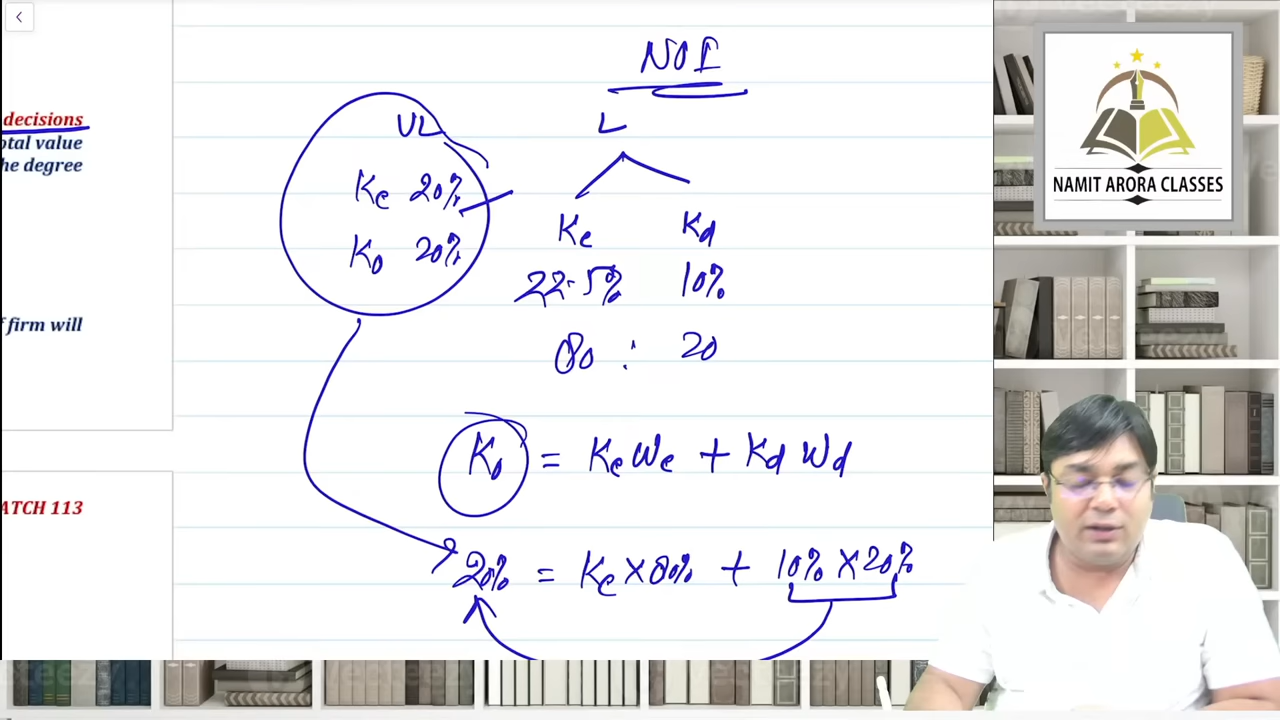 decisions
otal value
he degree
f firm will
ATCH 113
NOI
UL
Ke 20%
Ko 20%
L
Ke Kd
22.5% 10%
80 : 20
Ko = KeWe + Kd Wd
20% = Ke×80% + 10%×20%
NAMIT ARORA CLASSES